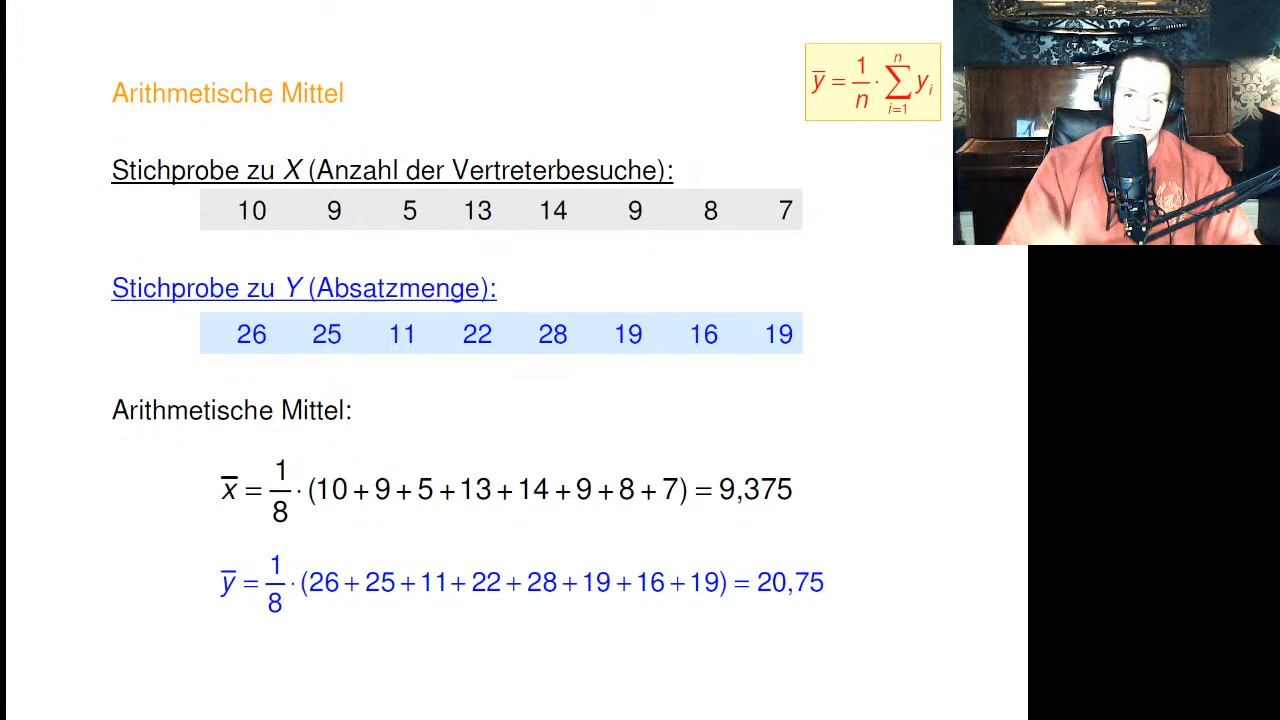 Arithmetische Mittel
y̅ = 1/n · ∑ⁿᵢ₌₁ yᵢ
Stichprobe zu X (Anzahl der Vertreterbesuche):
10 9 5 13 14 9 8 7
Stichprobe zu Y (Absatzmenge):
26 25 11 22 28 19 16 19
Arithmetische Mittel:
x̅ = 1/8 · (10 + 9 + 5 + 13 + 14 + 9 + 8 + 7) = 9,375
y̅ = 1/8 · (26 + 25 + 11 + 22 + 28 + 19 + 16 + 19) = 20,75